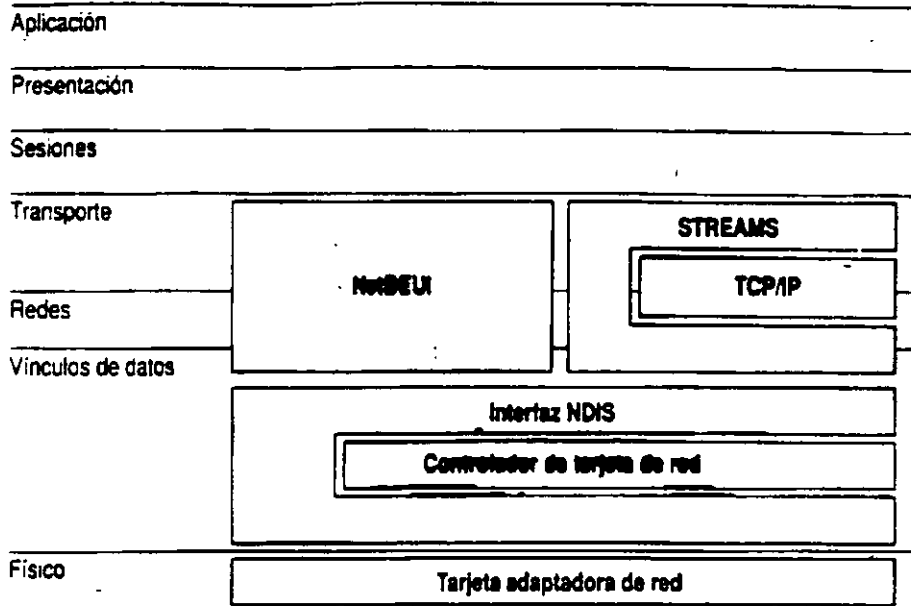 Aplicación
Presentación
Sesiones
Transporte
STREAMS
NetBEUI
TCP/IP
Redes
Vínculos de datos
Interfaz NDIS
Controlador de tarjeta de red
Físico
Tarjeta adaptadora de red